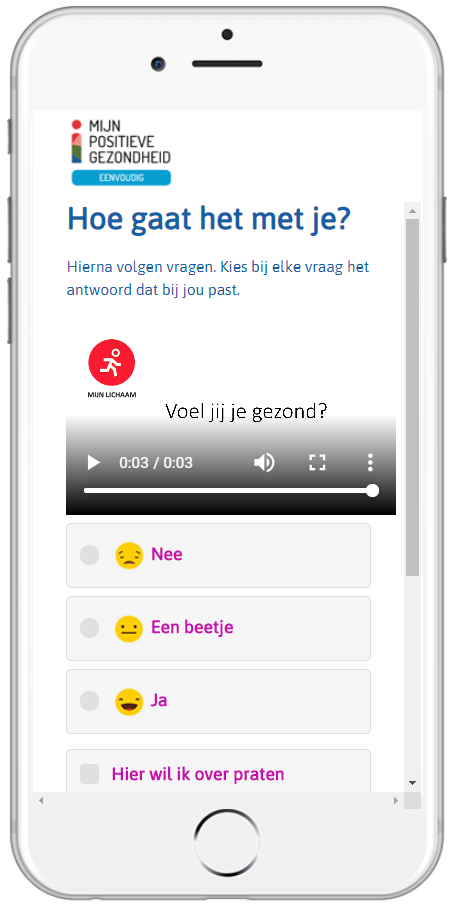 MIJN
POSITIEVE
GEZONDHEID
EENVOUDIG
Hoe gaat het met je?
Hierna volgen vragen. Kies bij elke vraag het
antwoord dat bij jou past.
MIJN LICHAAM
Voel jij je gezond?
0:03 / 0:03
Nee
Een beetje
Ja
Hier wil ik over praten